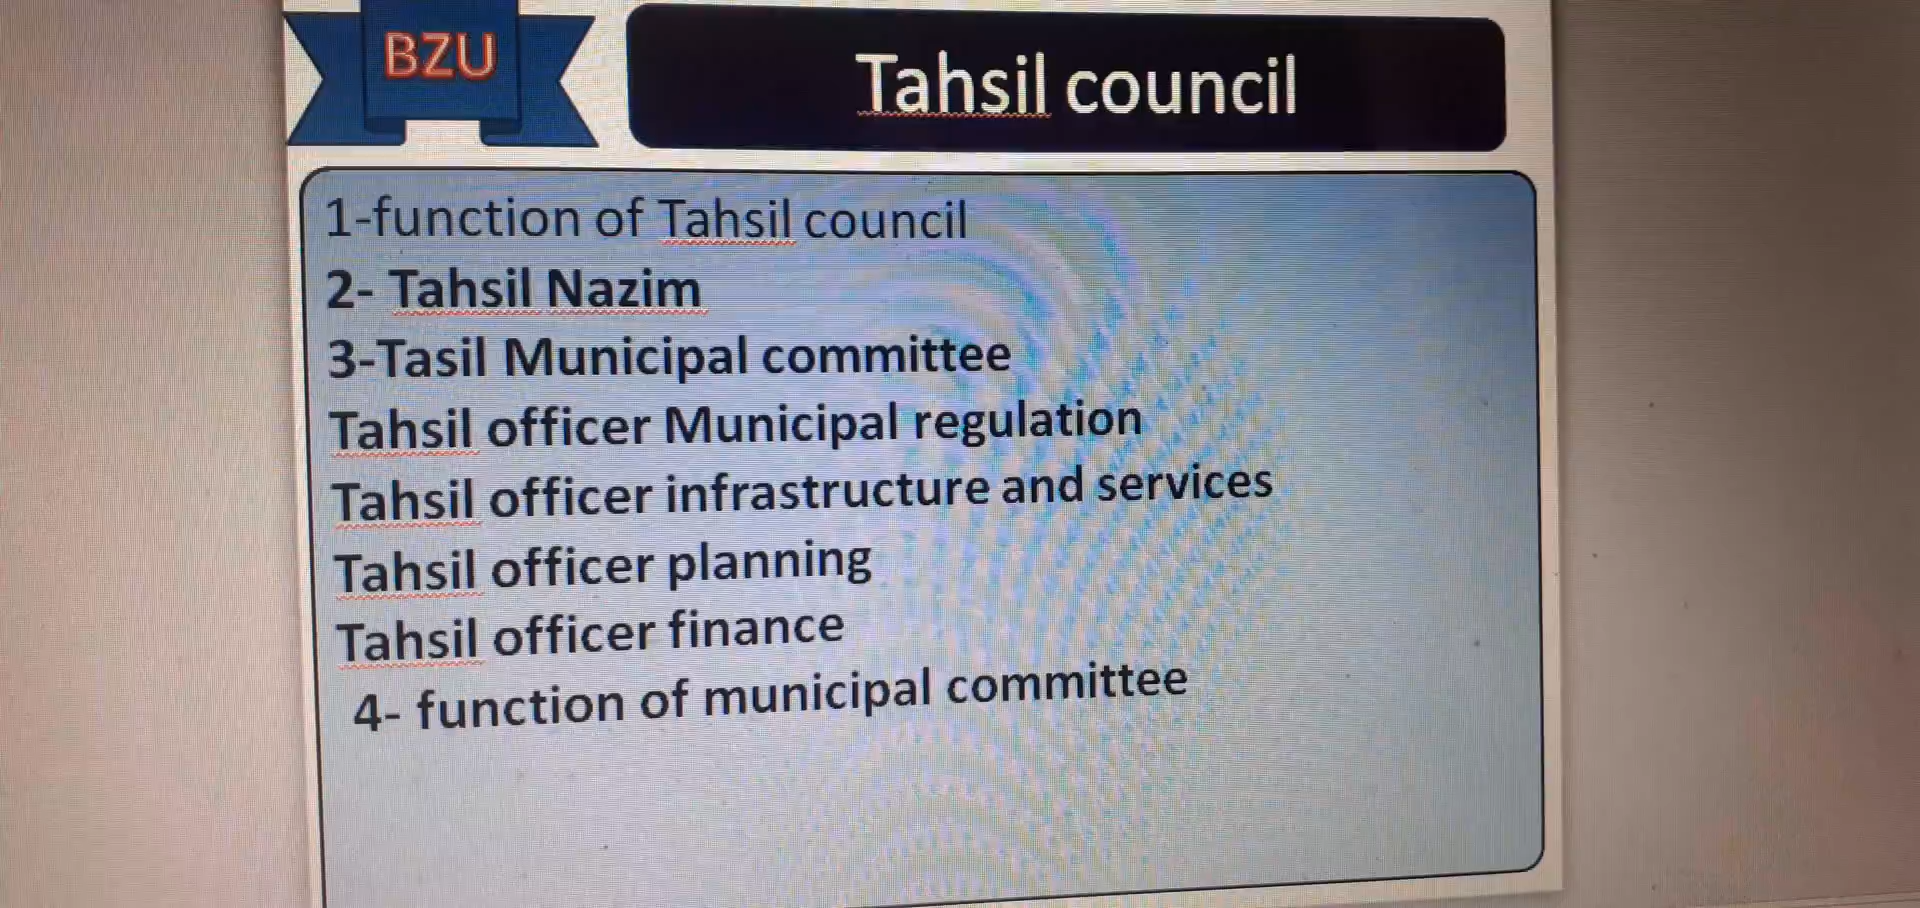 BZU
Tahsil council
1-function of Tahsil council
2- Tahsil Nazim
3-Tasil Municipal committee
Tahsil officer Municipal regulation
Tahsil officer infrastructure and services
Tahsil officer planning
Tahsil officer finance
4- function of municipal committee